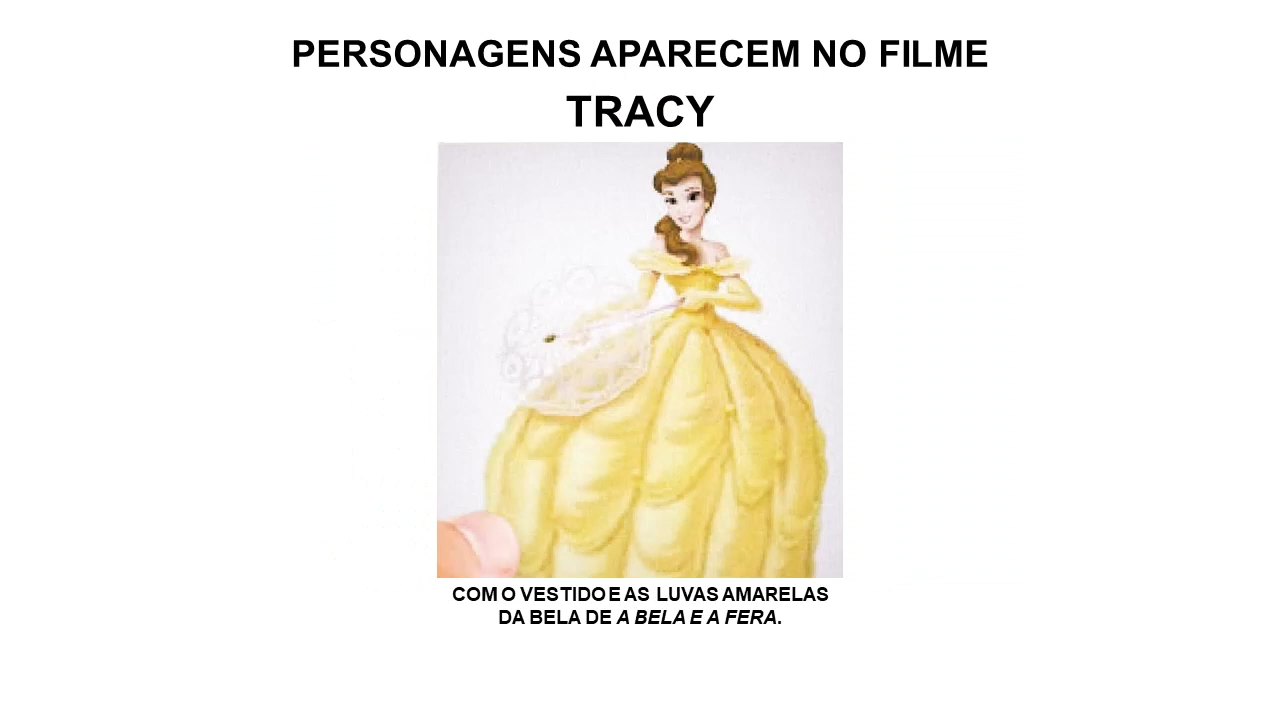 PERSONAGENS APARECEM NO FILME
TRACY
COM O VESTIDO E AS LUVAS AMARELAS
DA BELA DE A BELA E A FERA.